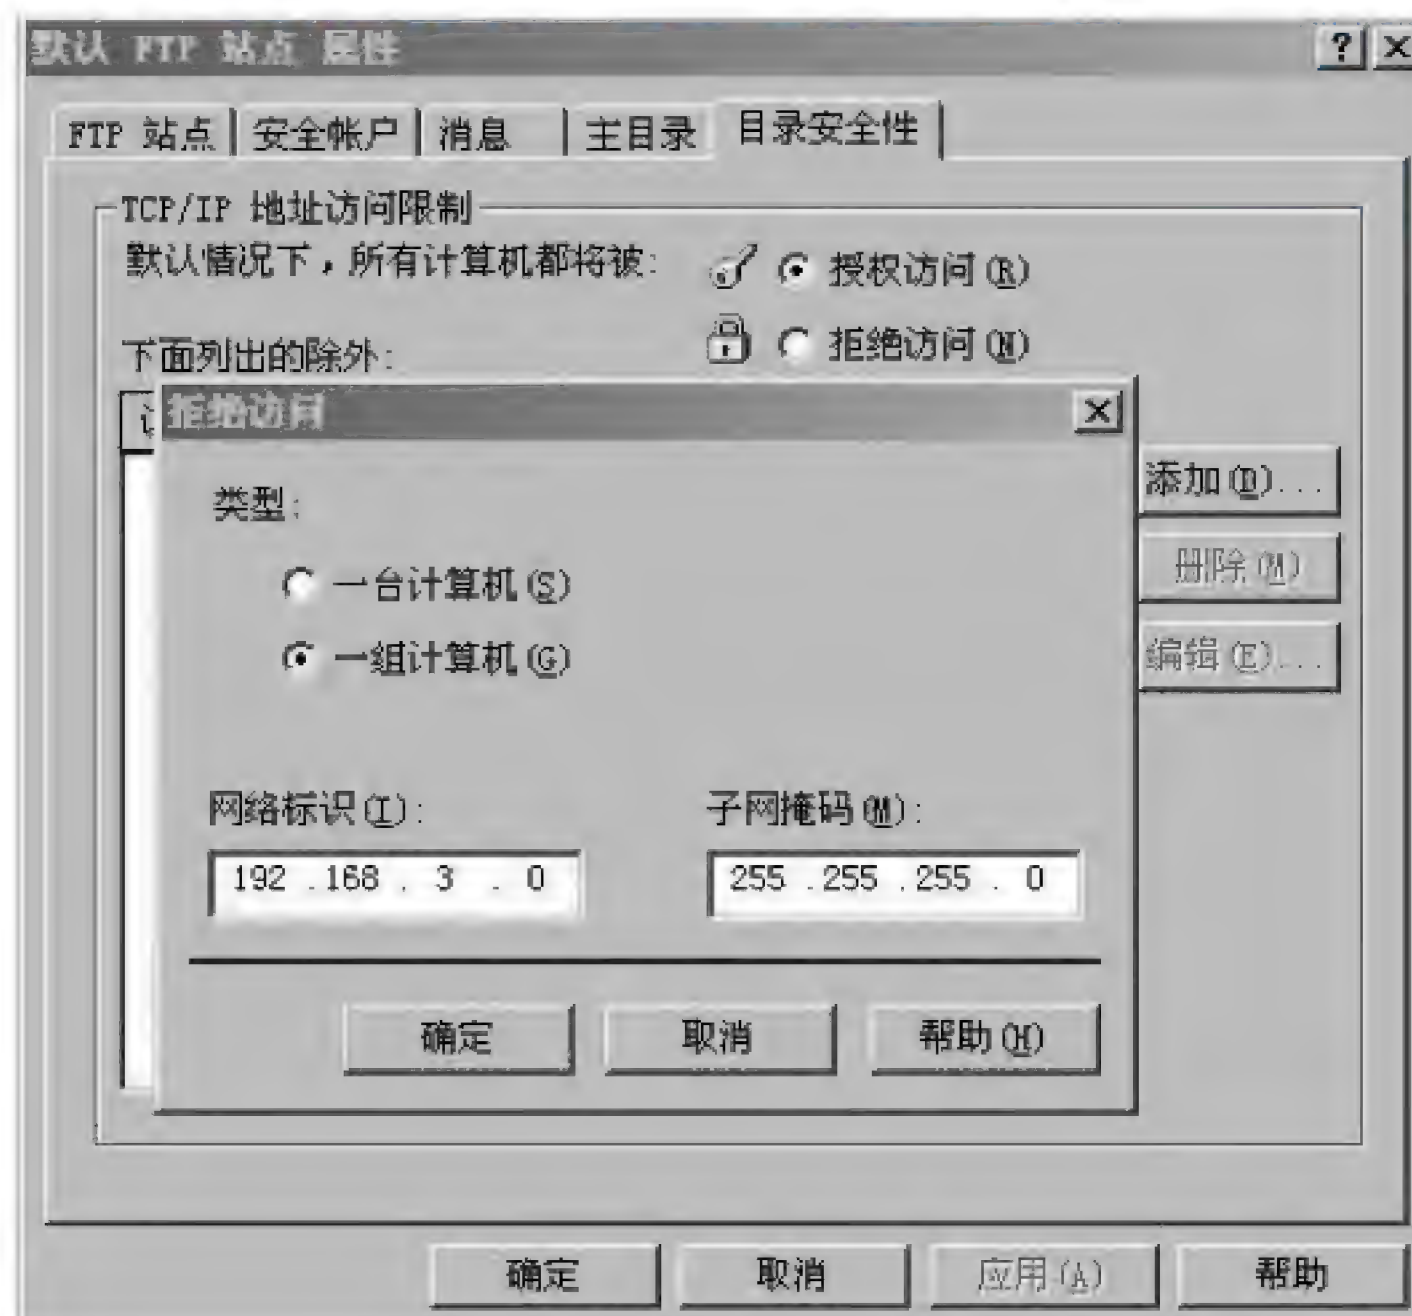 默认 FTP 站点 属性
FTP 站点 安全帐户 消息 主目录 目录安全性
TCP/IP 地址访问限制
默认情况下，所有计算机都将被: 授权访问(R)
拒绝访问(N)
下面列出的除外:
拒绝访问
类型:
一台计算机(S)
一组计算机(G)
添加(D)...
删除(M)
编辑(E)...
网络标识(I): 子网掩码(M):
192 .168 . 3 . 0 255 .255 .255 . 0
确定 取消 帮助(H)
确定 取消 应用(A) 帮助